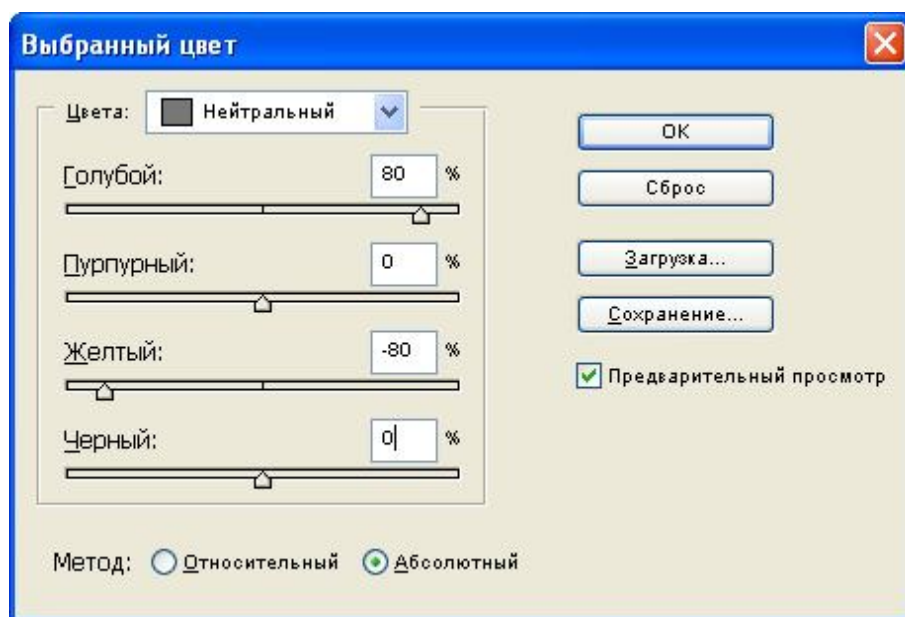 Выбранный цвет
Цвета: Нейтральный
Голубой: 80 %
Пурпурный: 0 %
Желтый: -80 %
Черный: 0 %
Метод: Относительный Абсолютный
OK
Сброс
Загрузка...
Сохранение...
Предварительный просмотр